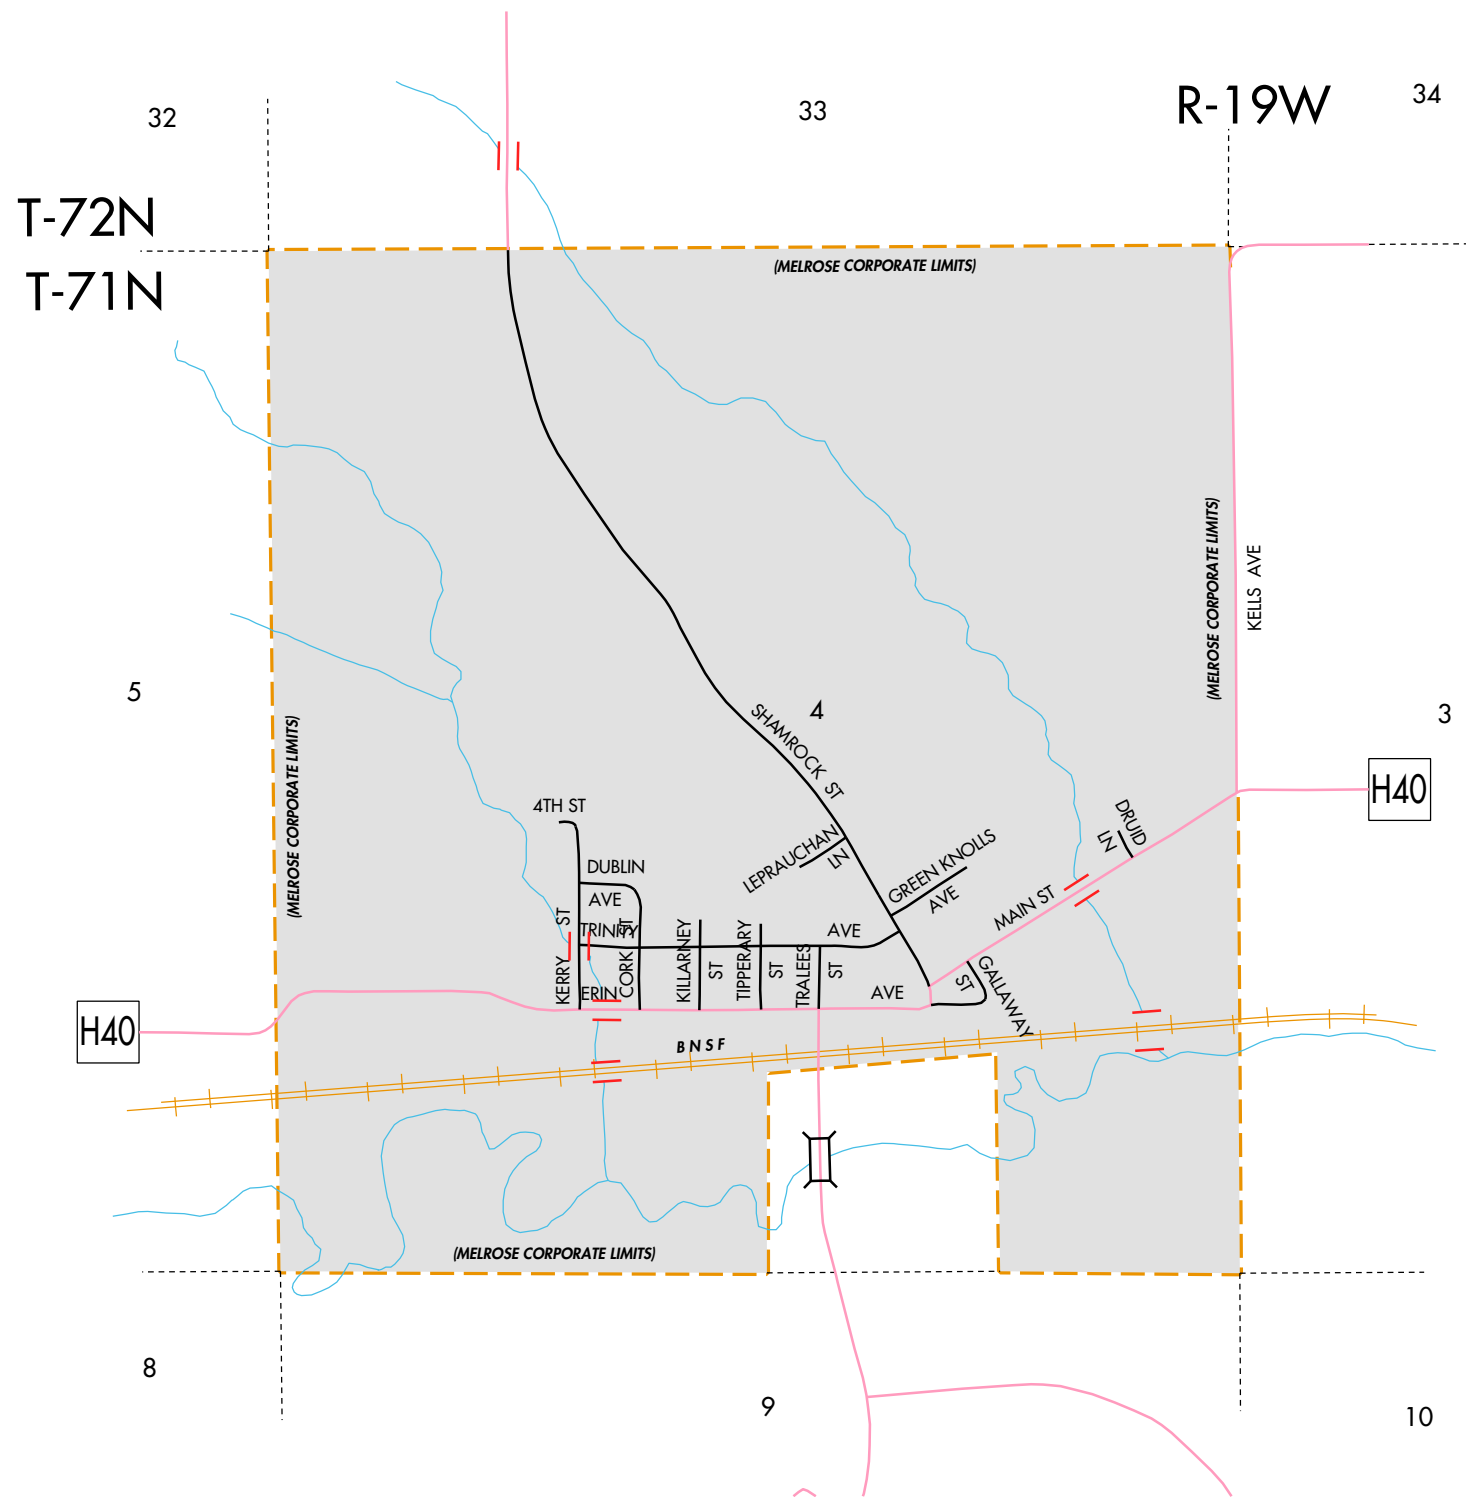 32
33
R-19W
34
T-72N
T-71N
(MELROSE CORPORATE LIMITS)
(MELROSE CORPORATE LIMITS)
KELLS AVE
5
4
3
SHAMROCK ST
(MELROSE CORPORATE LIMITS)
H40
4TH ST
DRUID
LN
LEPRAUCHAN
LN
GREEN KNOLLS
AVE
DUBLIN
AVE
MAIN ST
KERRY ST
TRINITY
AVE
CORK ST
KILLARNEY
ST
TIPPERARY
ST
TRALEES
ST
GALLAWAY
ST
ERIN
AVE
H40
BNSF
(MELROSE CORPORATE LIMITS)
8
9
10